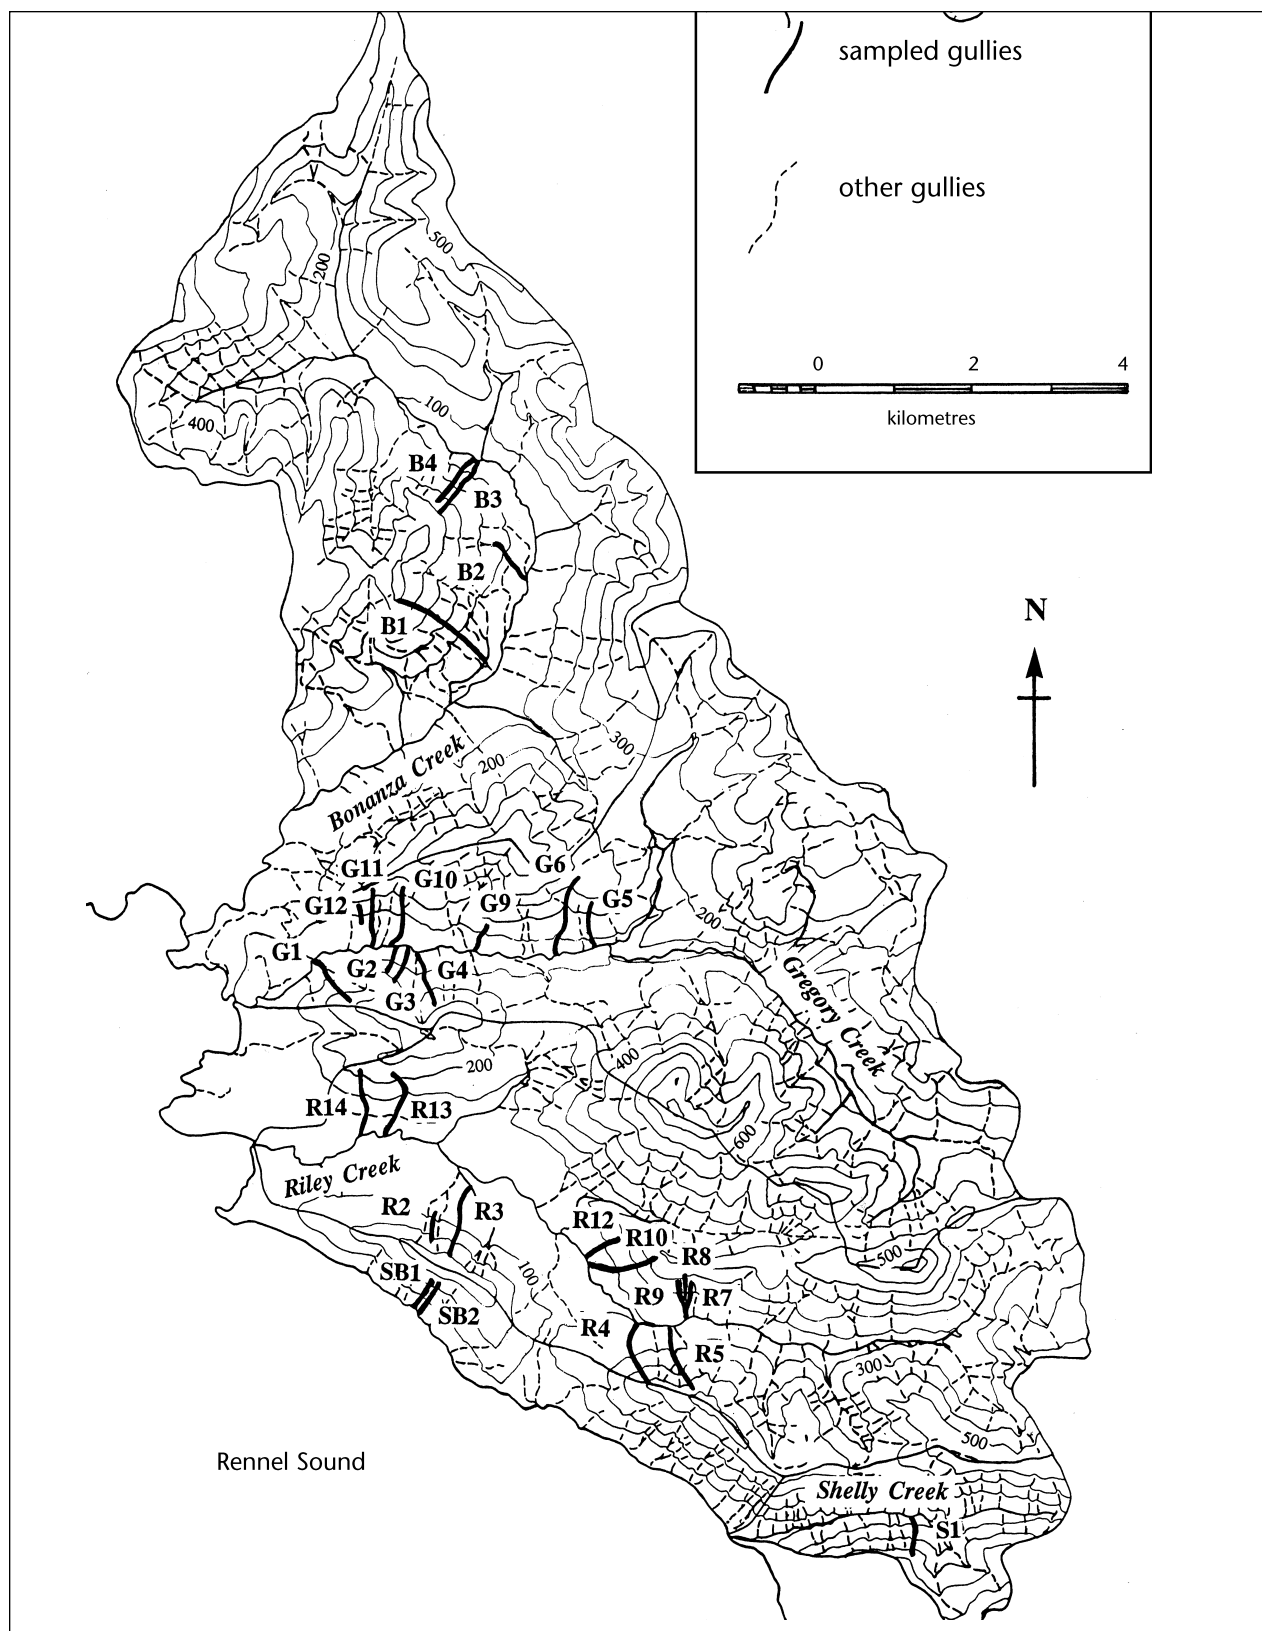 sampled gullies
other gullies
0 2 4
kilometres
N
500
200
100
400
B4
B3
B2
B1
300
Bonanza Creek
200
G11
G10
G6
G12
G9
G5
200
G1
G2
G4
G3
Gregory Creek
400
200
R14
R13
600
Riley Creek
R2
R3
R12
R10
R8
500
SB1
100
R9
R7
SB2
R4
R5
300
500
Rennel Sound
Shelly Creek
S1